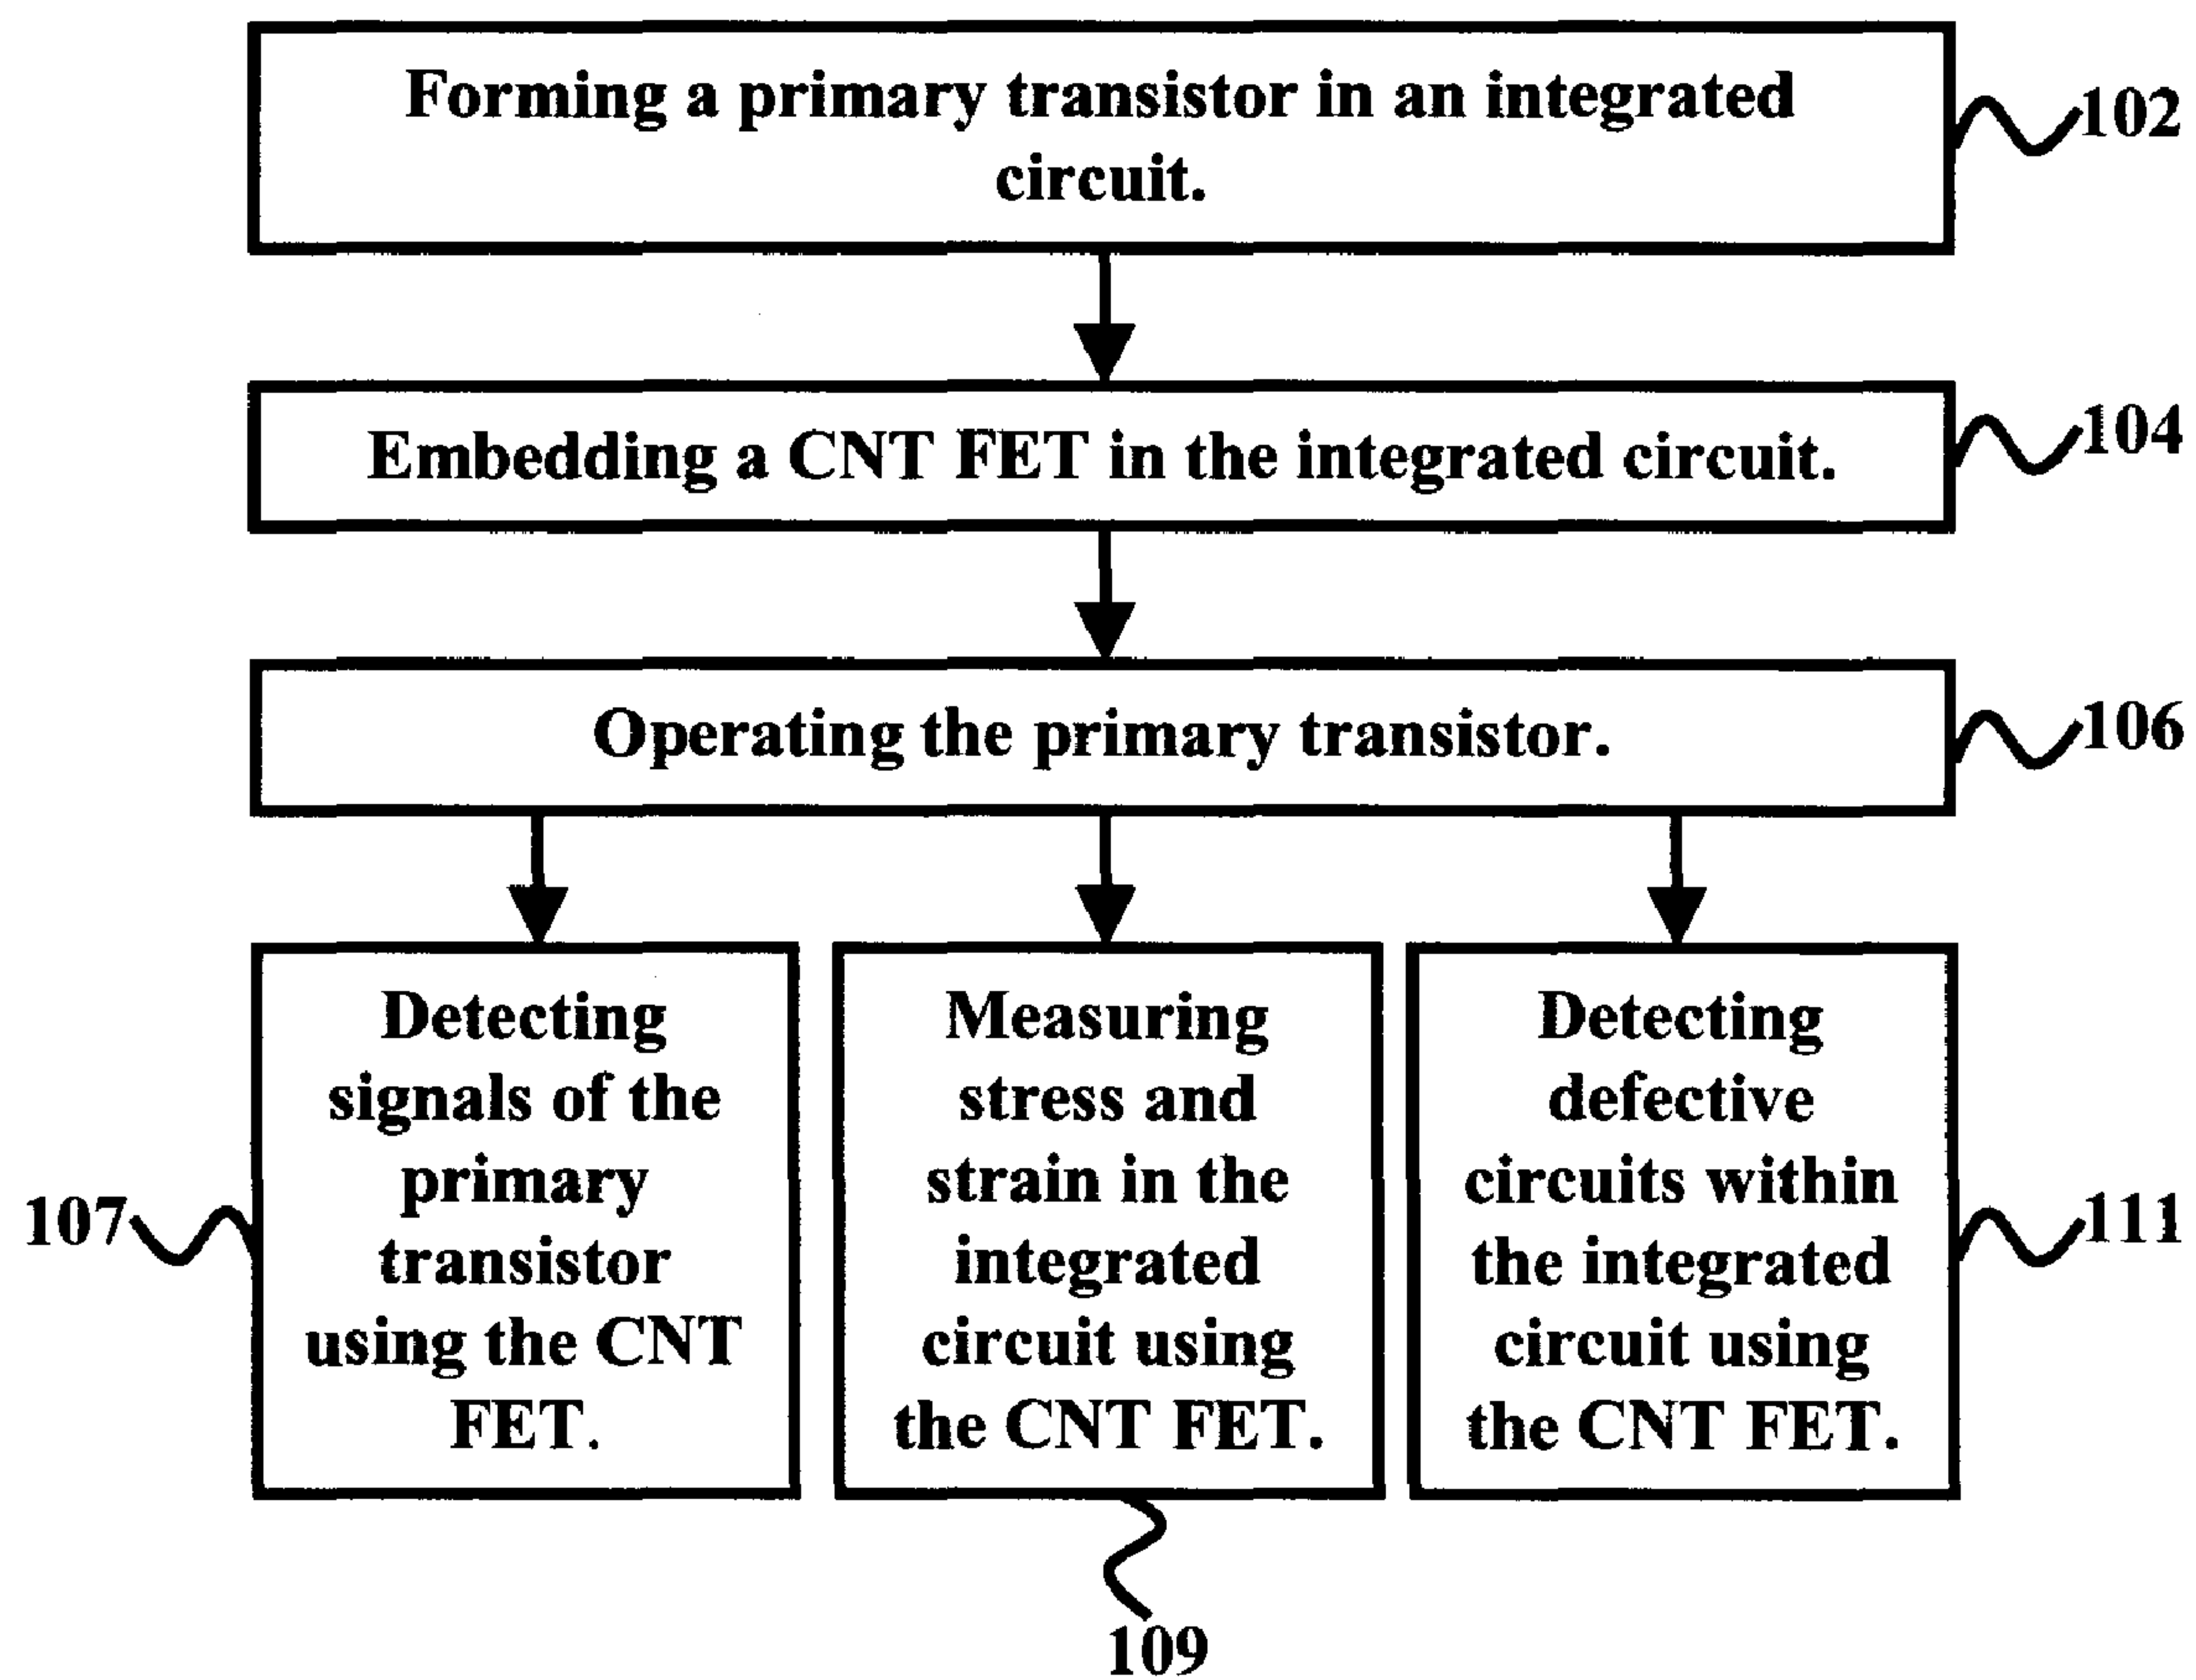 Forming a primary transistor in an integrated
circuit.
102
Embedding a CNT FET in the integrated circuit.
104
Operating the primary transistor.
106
Detecting
signals of the
primary
transistor
using the CNT
FET.
107
Measuring
stress and
strain in the
integrated
circuit using
the CNT FET.
109
Detecting
defective
circuits within
the integrated
circuit using
the CNT FET.
111